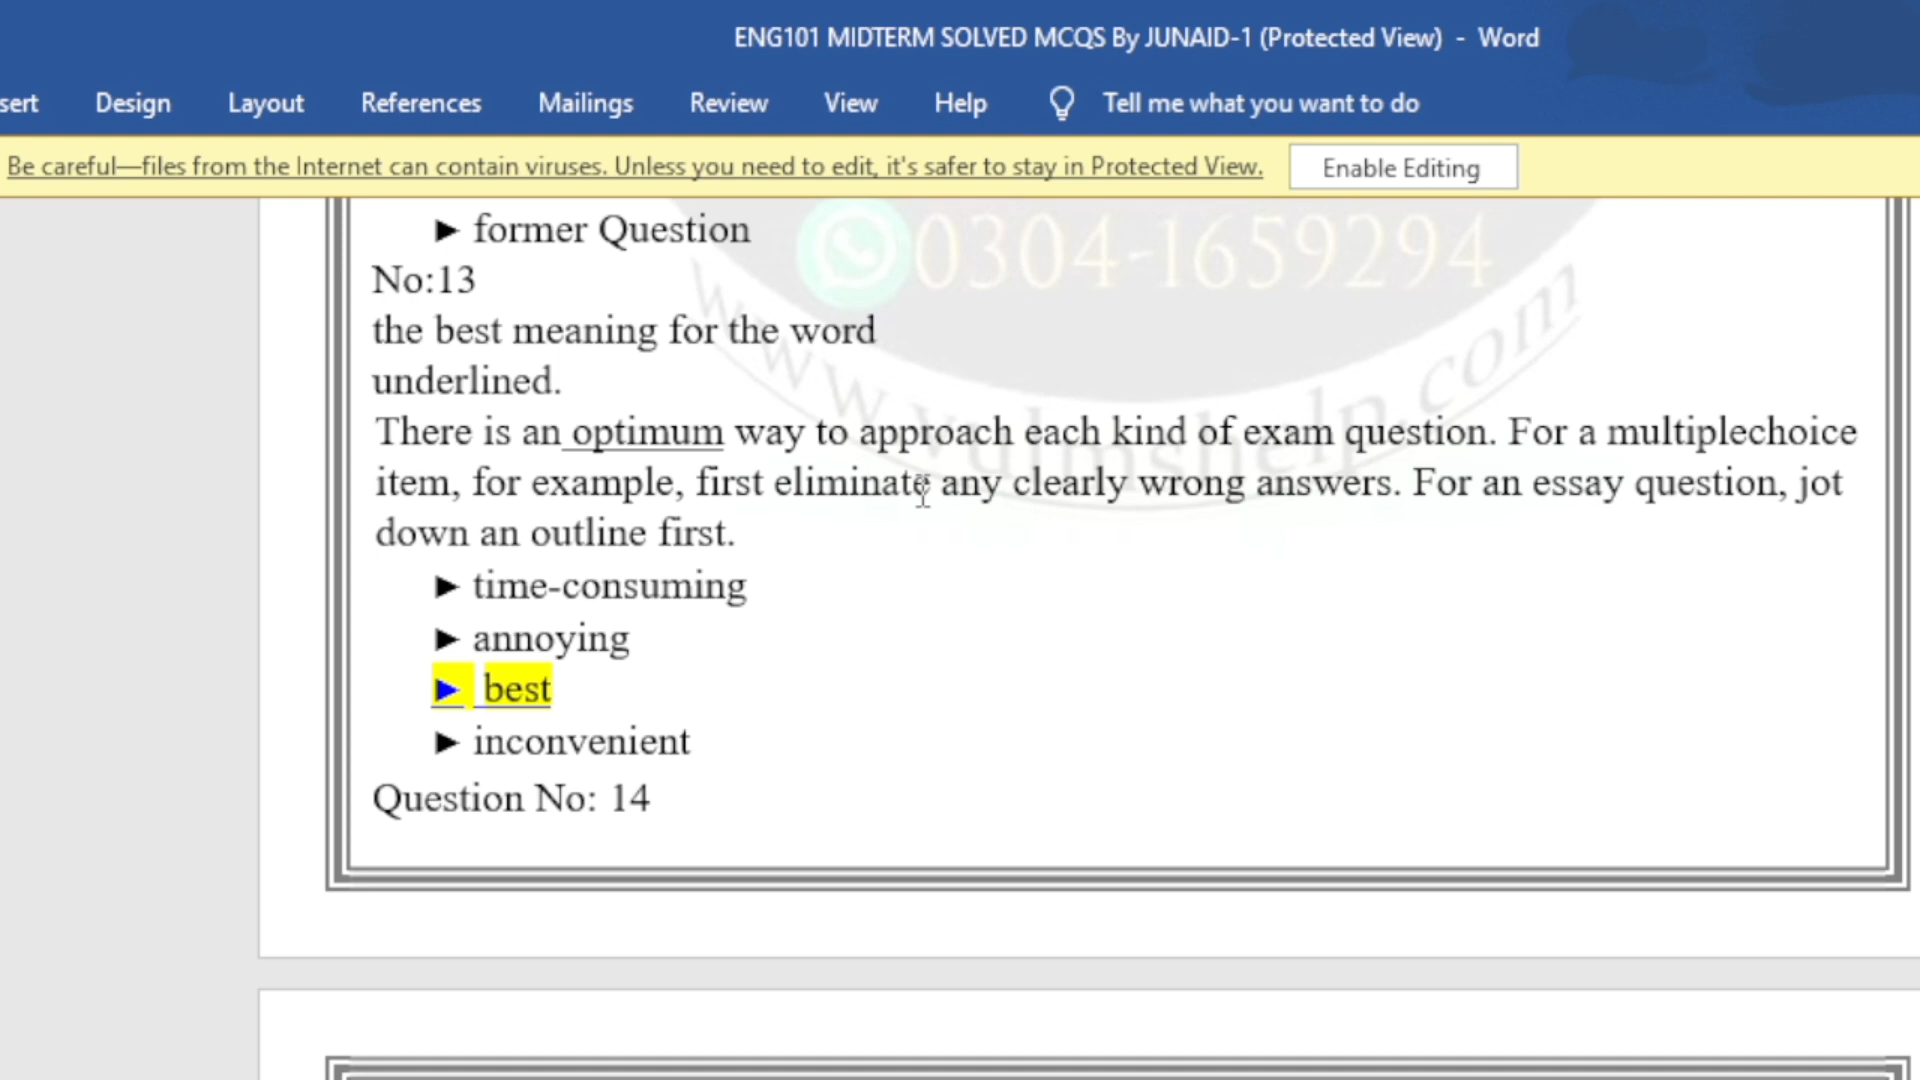 ENG101 MIDTERM SOLVED MCQS By JUNAID-1 (Protected View) - Word
sert Design Layout References Mailings Review View Help Tell me what you want to do
Be careful—files from the Internet can contain viruses. Unless you need to edit, it's safer to stay in Protected View. Enable Editing
► former Question
0304-1659294
No:13
the best meaning for the word
underlined.
www.vulmshelp.com
There is an optimum way to approach each kind of exam question. For a multiplechoice
item, for example, first eliminate any clearly wrong answers. For an essay question, jot
down an outline first.
► time-consuming
► annoying
► best
► inconvenient
Question No: 14